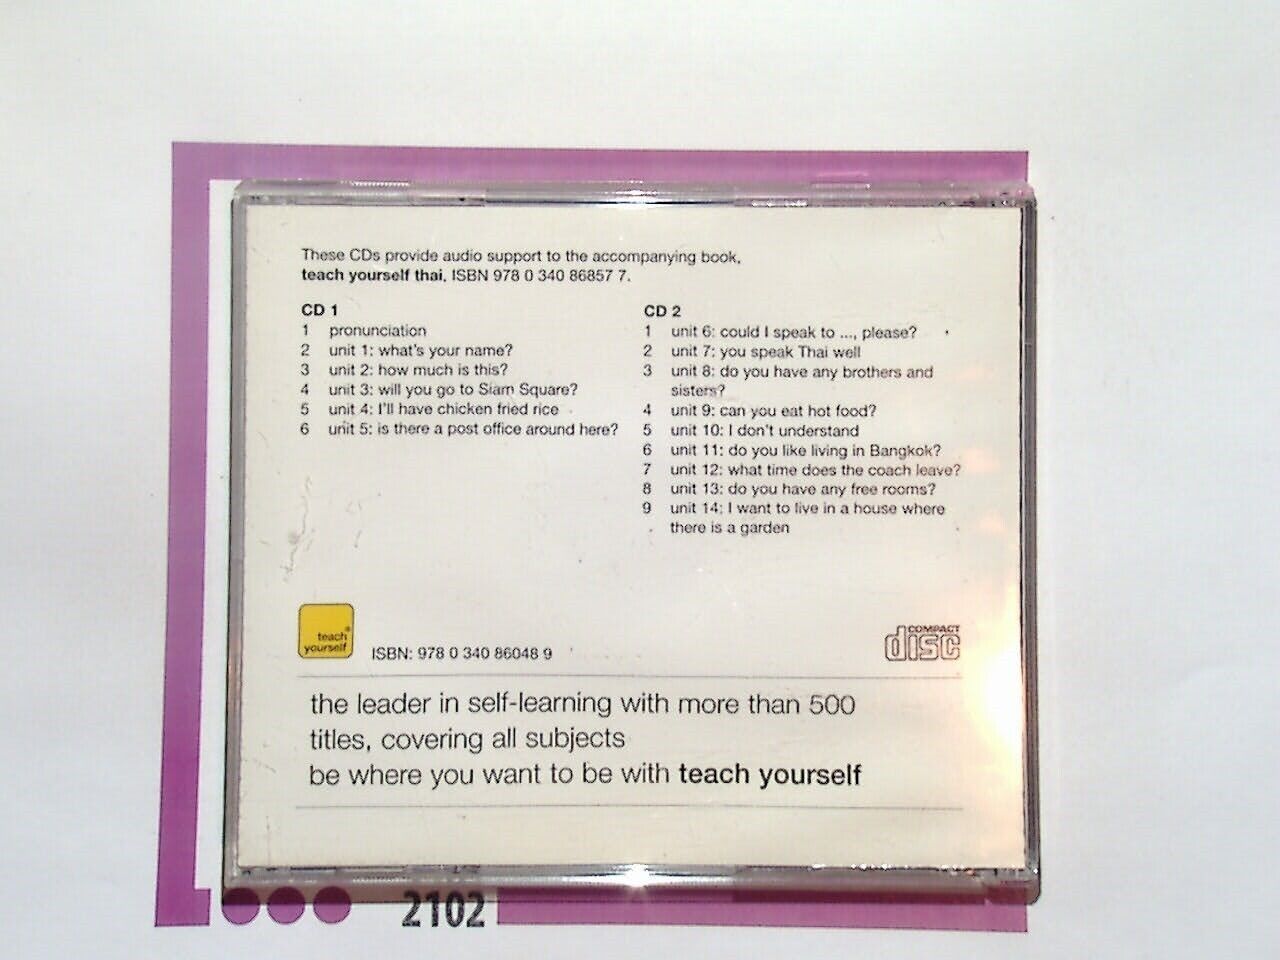 These CDs provide audio support to the accompanying book,
teach yourself thai, ISBN 978 0 340 86857 7.
CD 1
1 pronunciation
2 unit 1: what's your name?
3 unit 2: how much is this?
4 unit 3: will you go to Siam Square?
5 unit 4: I'll have chicken fried rice
6 unit 5: is there a post office around here?
CD 2
1 unit 6: could I speak to ..., please?
2 unit 7: you speak Thai well
3 unit 8: do you have any brothers and
sisters?
4 unit 9: can you eat hot food?
5 unit 10: I don't understand
6 unit 11: do you like living in Bangkok?
7 unit 12: what time does the coach leave?
8 unit 13: do you have any free rooms?
9 unit 14: I want to live in a house where
there is a garden
teach
yourself
®
ISBN: 978 0 340 86048 9
COMPACT
disc
the leader in self-learning with more than 500
titles, covering all subjects
be where you want to be with teach yourself
2102